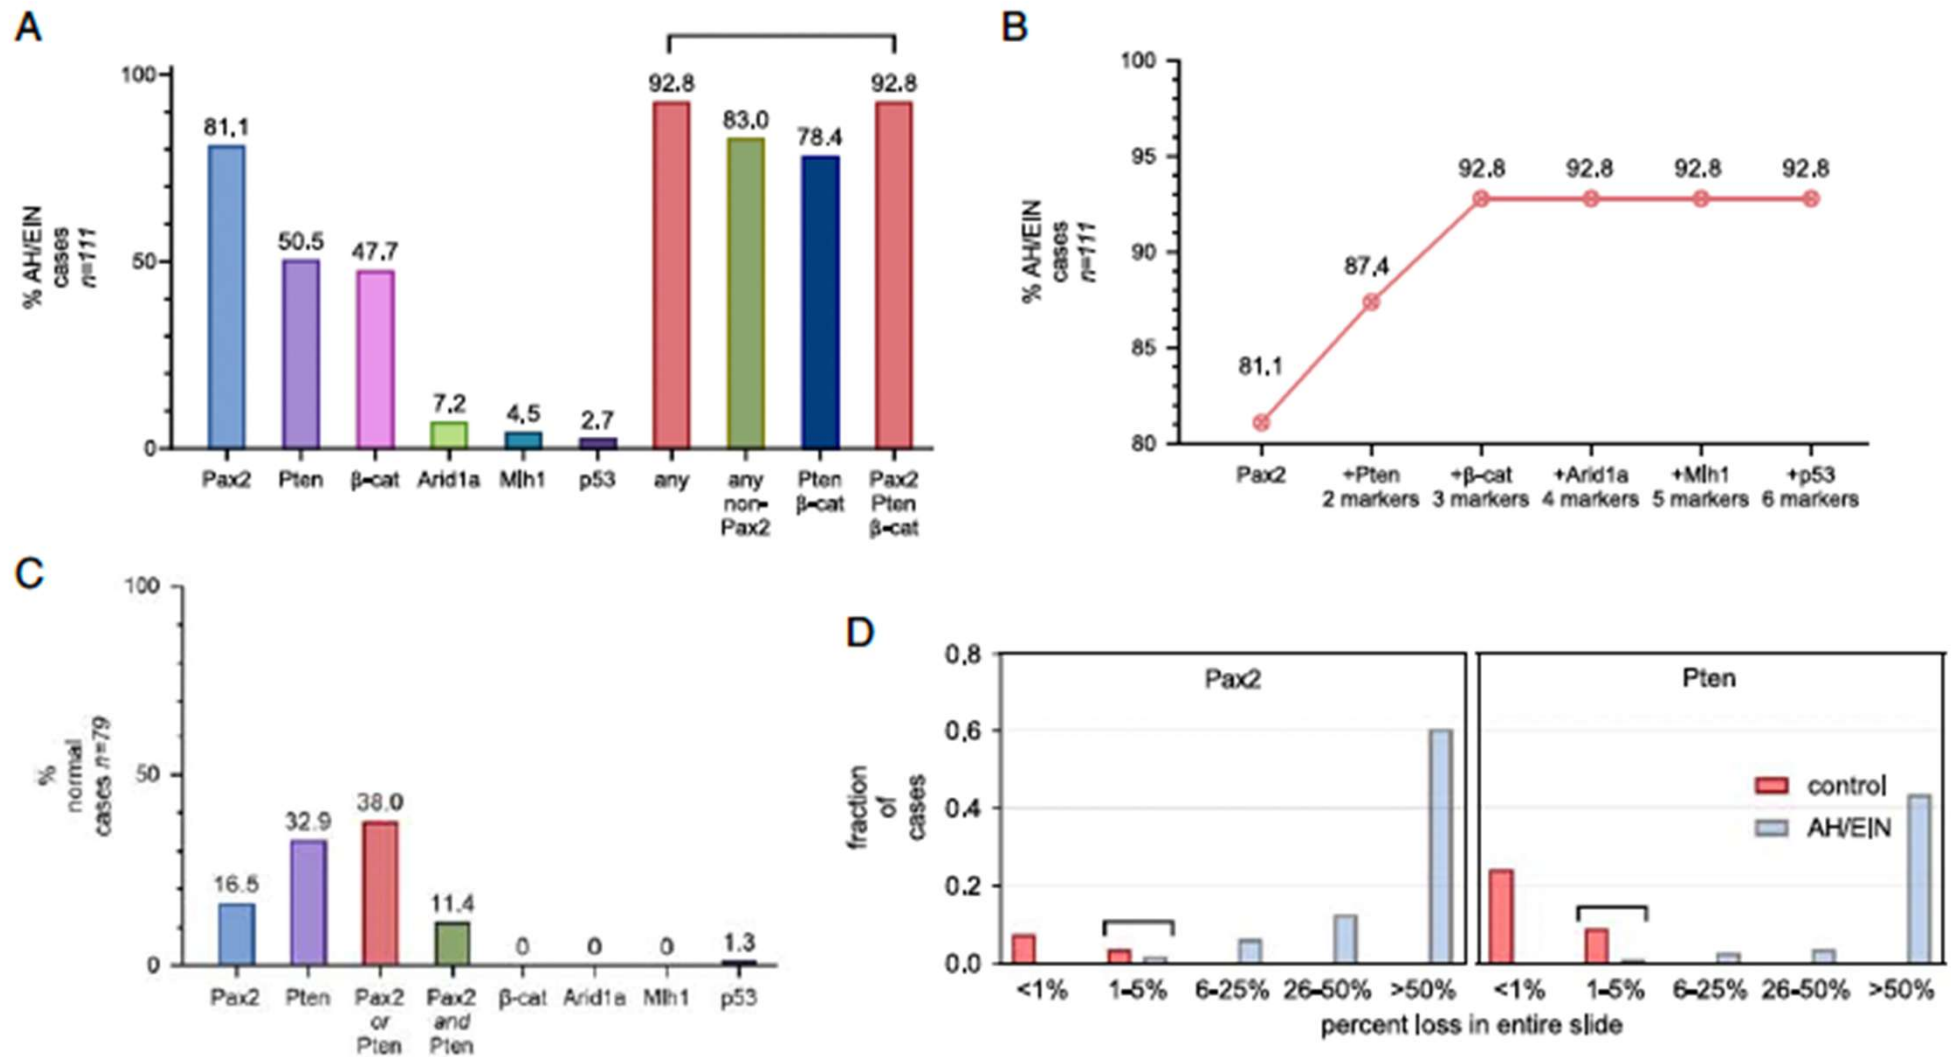 A
% AH/EIN
cases
n=111
100
50
0
81.1
50.5
47.7
7.2
4.5
2.7
92.8
83.0
78.4
92.8
Pax2 Pten β-cat Arid1a Mlh1 p53 any any Pten Pax2
non- β-cat Pten
Pax2 β-cat
B
% AH/EIN
cases
n=111
100
95
90
85
80
81.1
87.4
92.8 92.8 92.8 92.8
Pax2 +Pten +β-cat +Arid1a +Mlh1 +p53
2 markers 3 markers 4 markers 5 markers 6 markers
C
%
normal
cases n=79
100
50
0
16.5
32.9
38.0
11.4
0 0 0 1.3
Pax2 Pten Pax2 Pax2 β-cat Arid1a Mlh1 p53
or and
Pten Pten
D
fraction
of
cases
0.8
0.6
0.4
0.2
0.0
Pax2
Pten
control
AH/EIN
<1% 1-5% 6-25% 26-50% >50% <1% 1-5% 6-25% 26-50% >50%
percent loss in entire slide